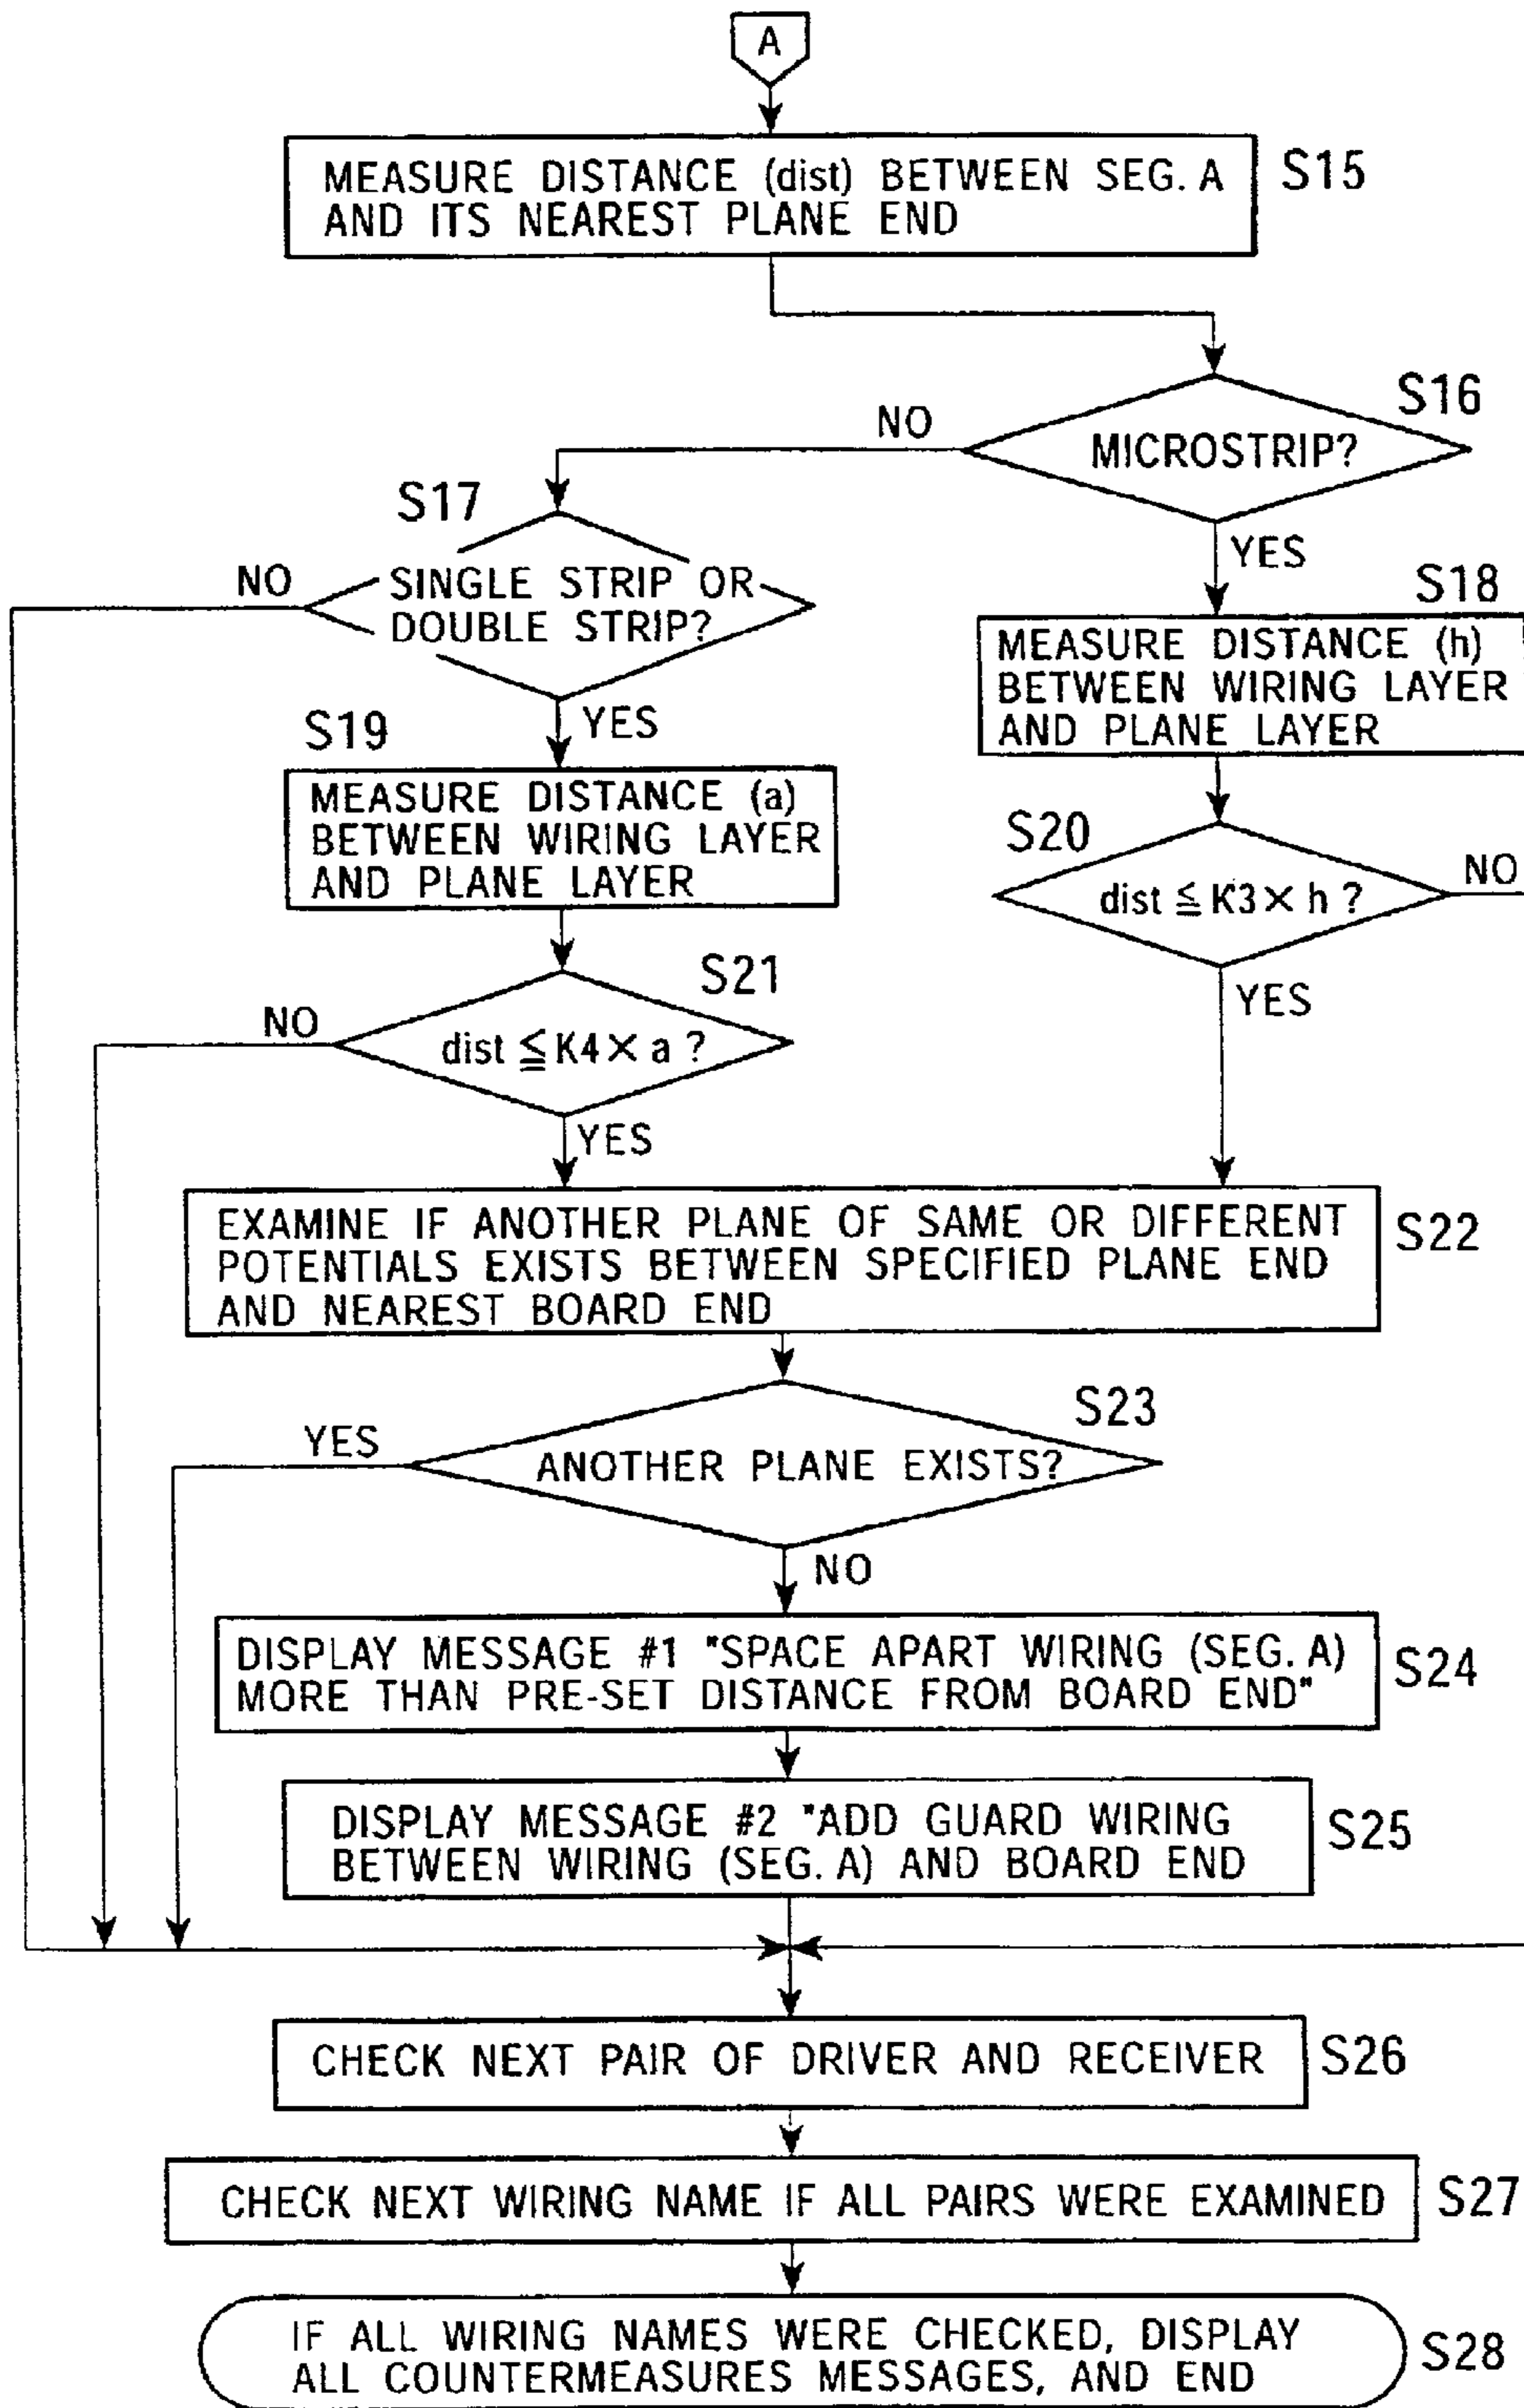 A
MEASURE DISTANCE (dist) BETWEEN SEG. A
AND ITS NEAREST PLANE END
S15
S16
NO
MICROSTRIP?
S17
YES
NO
SINGLE STRIP OR
DOUBLE STRIP?
S18
MEASURE DISTANCE (h)
BETWEEN WIRING LAYER
AND PLANE LAYER
YES
S19
MEASURE DISTANCE (a)
BETWEEN WIRING LAYER
AND PLANE LAYER
S20
NO
dist ≦ K3 × h ?
S21
YES
NO
dist ≦ K4 × a ?
YES
EXAMINE IF ANOTHER PLANE OF SAME OR DIFFERENT
POTENTIALS EXISTS BETWEEN SPECIFIED PLANE END
AND NEAREST BOARD END
S22
S23
YES
ANOTHER PLANE EXISTS?
NO
DISPLAY MESSAGE #1 "SPACE APART WIRING (SEG. A)
MORE THAN PRE-SET DISTANCE FROM BOARD END"
S24
DISPLAY MESSAGE #2 "ADD GUARD WIRING
BETWEEN WIRING (SEG. A) AND BOARD END
S25
CHECK NEXT PAIR OF DRIVER AND RECEIVER
S26
CHECK NEXT WIRING NAME IF ALL PAIRS WERE EXAMINED
S27
IF ALL WIRING NAMES WERE CHECKED, DISPLAY
ALL COUNTERMEASURES MESSAGES, AND END
S28